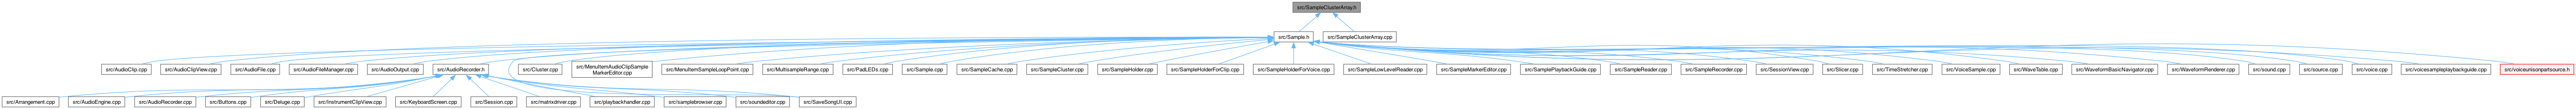 src/SampleClusterArray.h
src/Sample.h
src/SampleClusterArray.cpp
src/AudioClip.cpp
src/AudioClipView.cpp
src/AudioFile.cpp
src/AudioFileManager.cpp
src/AudioOutput.cpp
src/AudioRecorder.h
src/Cluster.cpp
src/MenuItemAudioClipSample
MarkerEditor.cpp
src/MenuItemSampleLoopPoint.cpp
src/MultisampleRange.cpp
src/PadLEDs.cpp
src/Sample.cpp
src/SampleCache.cpp
src/SampleCluster.cpp
src/SampleHolder.cpp
src/SampleHolderForClip.cpp
src/SampleHolderForVoice.cpp
src/SampleLowLevelReader.cpp
src/SampleMarkerEditor.cpp
src/SamplePlaybackGuide.cpp
src/SampleReader.cpp
src/SampleRecorder.cpp
src/SessionView.cpp
src/Slicer.cpp
src/TimeStretcher.cpp
src/VoiceSample.cpp
src/WaveTable.cpp
src/WaveformBasicNavigator.cpp
src/WaveformRenderer.cpp
src/sound.cpp
src/source.cpp
src/voice.cpp
src/voicesampleplaybackguide.cpp
src/voiceunisonpartsource.h
src/Arrangement.cpp
src/AudioEngine.cpp
src/AudioRecorder.cpp
src/Buttons.cpp
src/Deluge.cpp
src/InstrumentClipView.cpp
src/KeyboardScreen.cpp
src/Session.cpp
src/matrixdriver.cpp
src/playbackhandler.cpp
src/samplebrowser.cpp
src/soundeditor.cpp
src/SaveSongUI.cpp